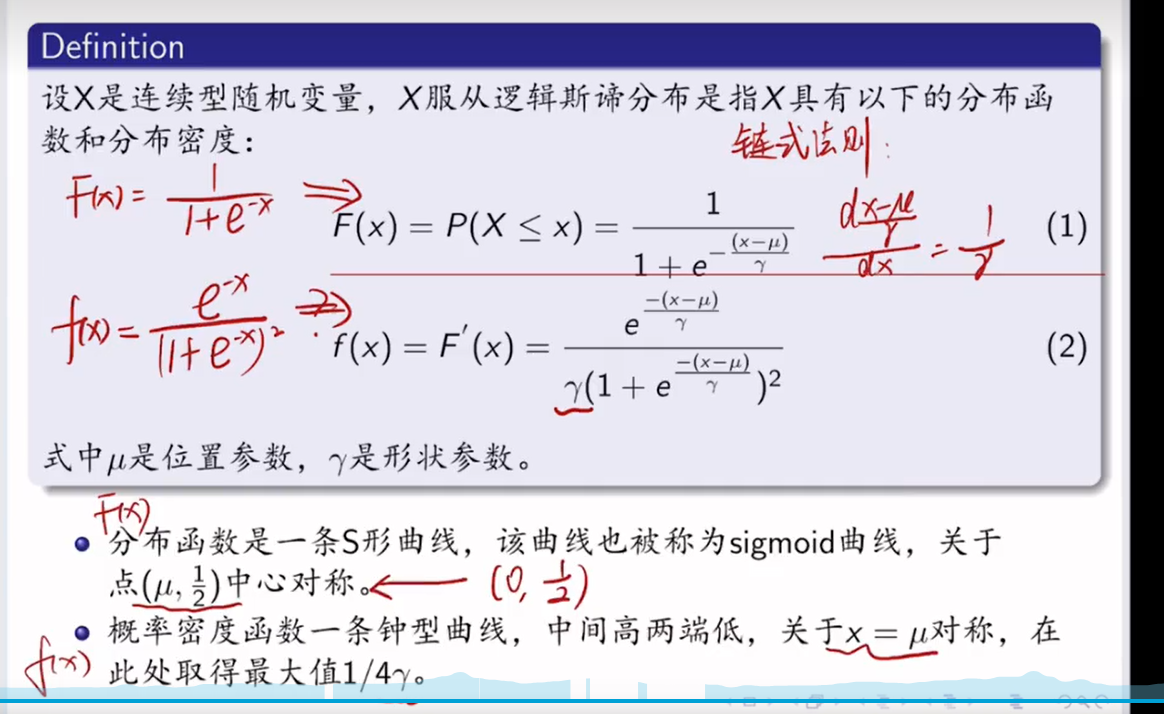 Definition
设X是连续型随机变量，X服从逻辑斯谛分布是指X具有以下的分布函
数和分布密度：
链式法则：
F(x) = 1/(1+e^{-x}) ⇒ F(x) = P(X ≤ x) = 1/(1 + e^{-(x−μ)/γ}) (d (x-μ)/γ)/dx = 1/γ (1)
f(x) = e^{-x}/(1+e^{-x})² ⇒ f(x) = F′(x) = e^{-(x−μ)/γ}/(γ(1 + e^{-(x−μ)/γ})²) (2)
式中μ是位置参数，γ是形状参数。
F(x)
分布函数是一条S形曲线，该曲线也被称为sigmoid曲线，关于
点(μ, 1/2)中心对称。← (0, 1/2)
概率密度函数一条钟型曲线，中间高两端低，关于x = μ对称，在
f(x) 此处取得最大值1/4γ。